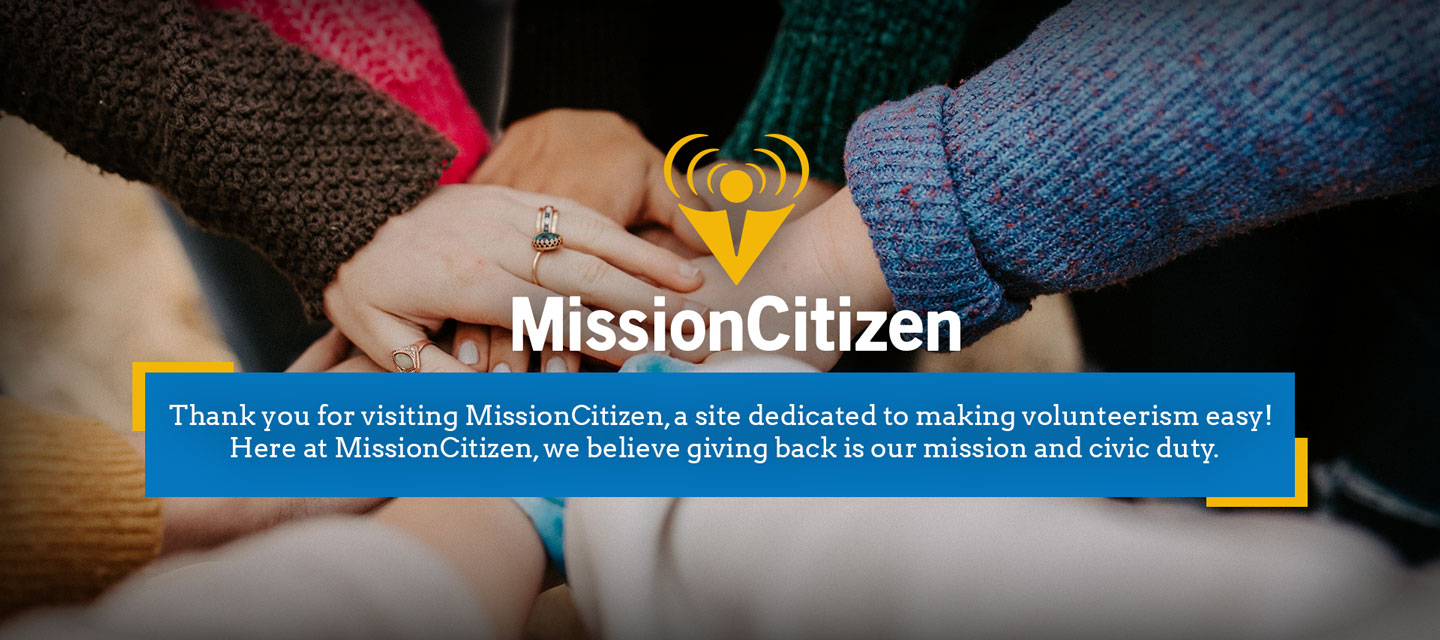 MissionCitizen
Thank you for visiting MissionCitizen, a site dedicated to making volunteerism easy!
Here at MissionCitizen, we believe giving back is our mission and civic duty.